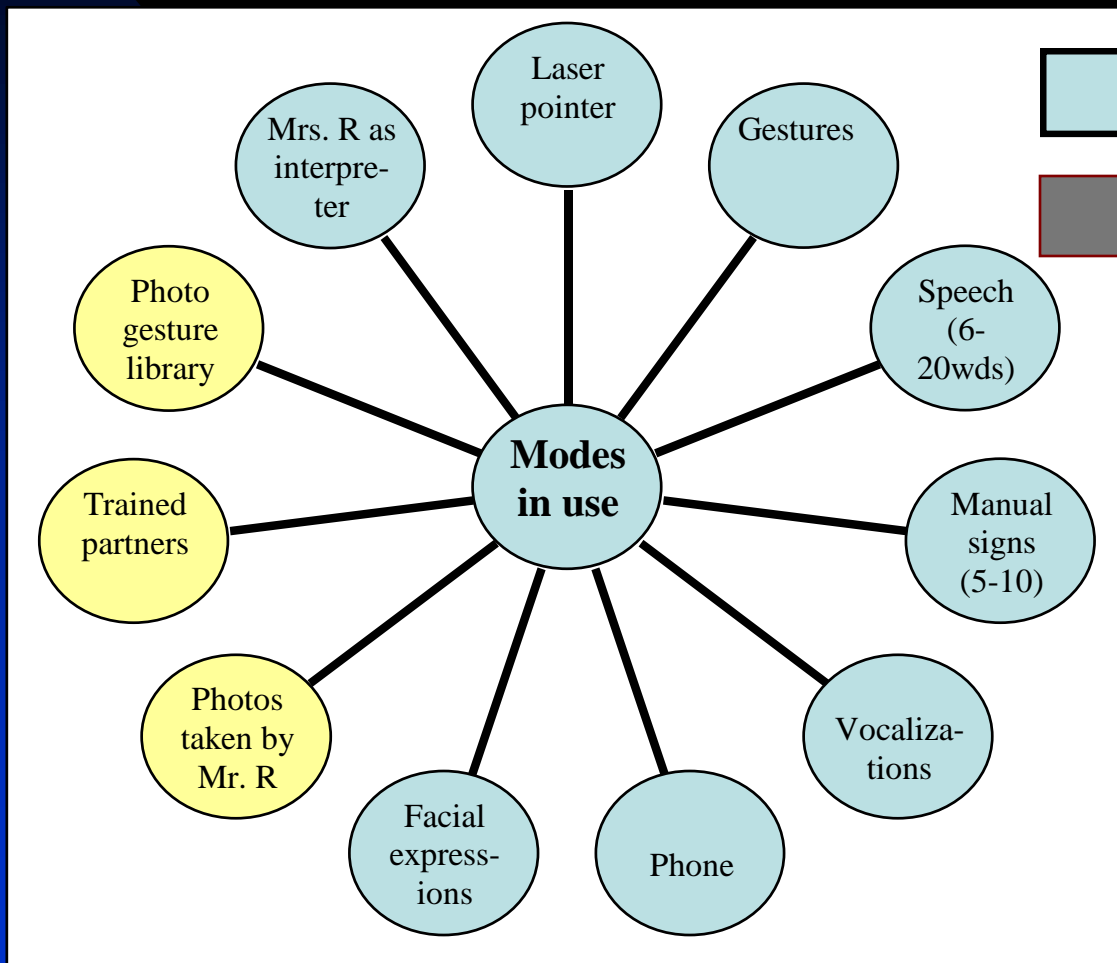 Laser
pointer
Gestures
Speech
(6-
20wds)
Manual
signs
(5-10)
Vocaliza-
tions
Phone
Facial
express-
ions
Photos
taken by
Mr. R
Trained
partners
Photo
gesture
library
Mrs. R as
interpre-
ter
Modes
in use